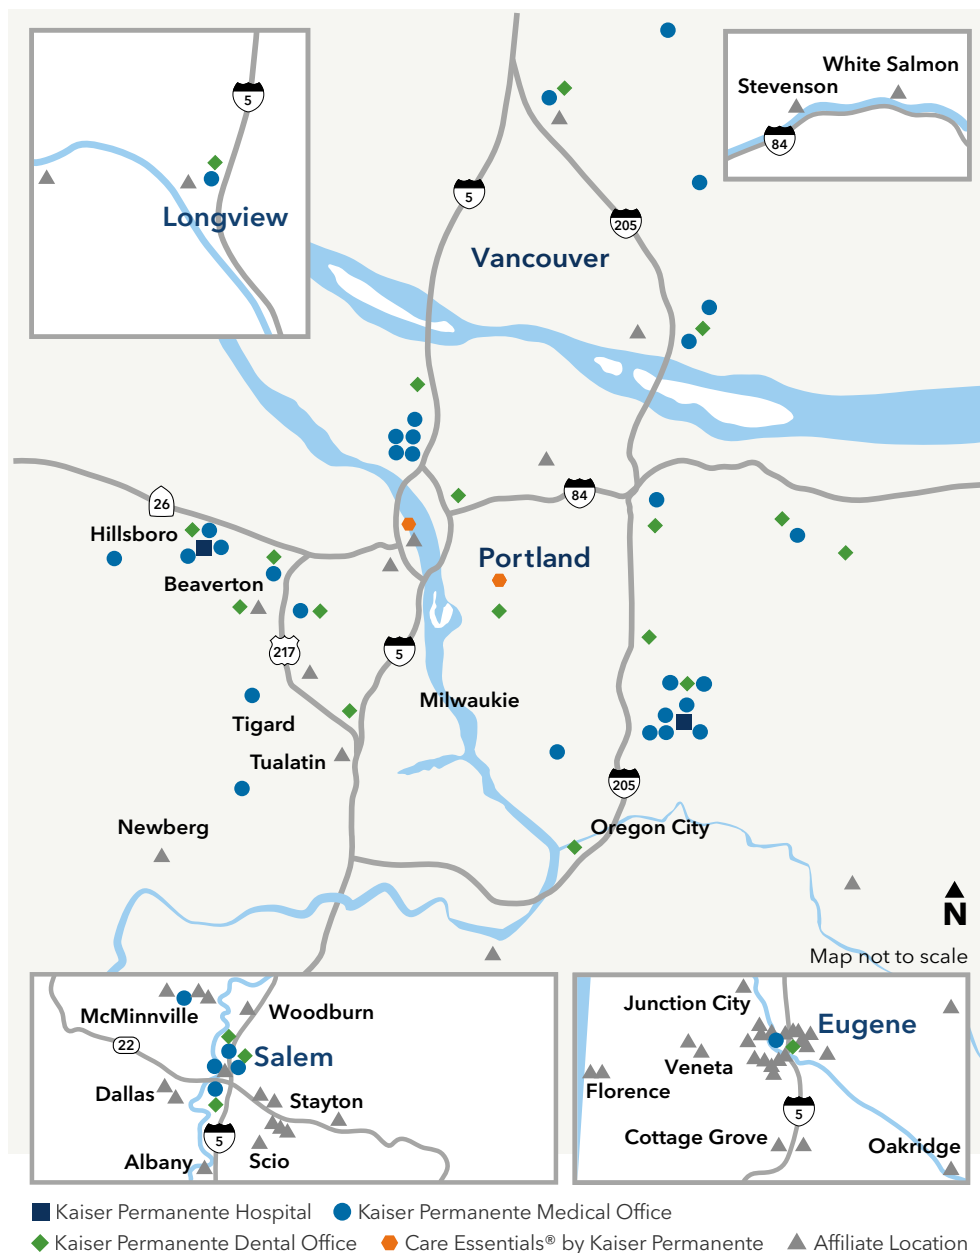 5
Longview
White Salmon
Stevenson
84
5
205
Vancouver
26
Hillsboro
84
Beaverton
Portland
217
5
Milwaukie
Tigard
Tualatin
205
Newberg
Oregon City
N
Map not to scale
McMinnville
Woodburn
22
Salem
Dallas
Stayton
5
Albany
Scio
Junction City
Eugene
Veneta
Florence
5
Cottage Grove
Oakridge
Kaiser Permanente Hospital
Kaiser Permanente Medical Office
Kaiser Permanente Dental Office
Care Essentials® by Kaiser Permanente
Affiliate Location